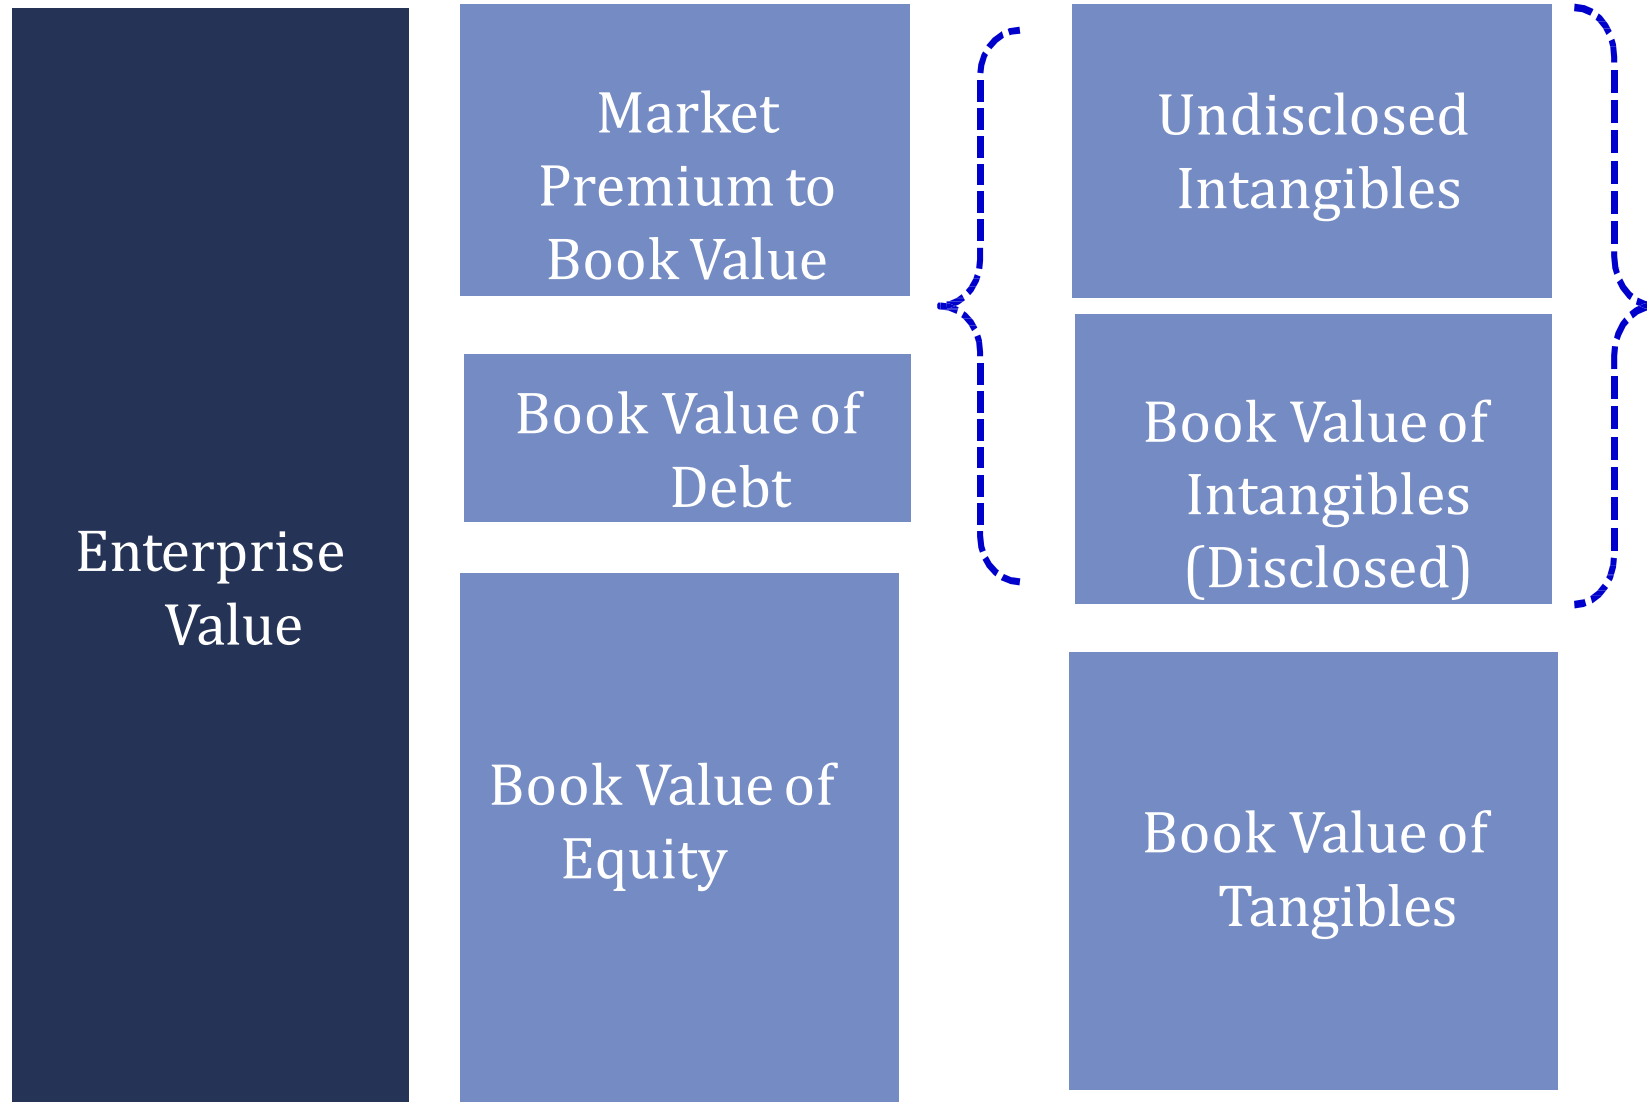 Enterprise
Value
Market
Premium to
Book Value
Book Value of
Debt
Book Value of
Equity
Undisclosed
Intangibles
Book Value of
Intangibles
(Disclosed)
Book Value of
Tangibles